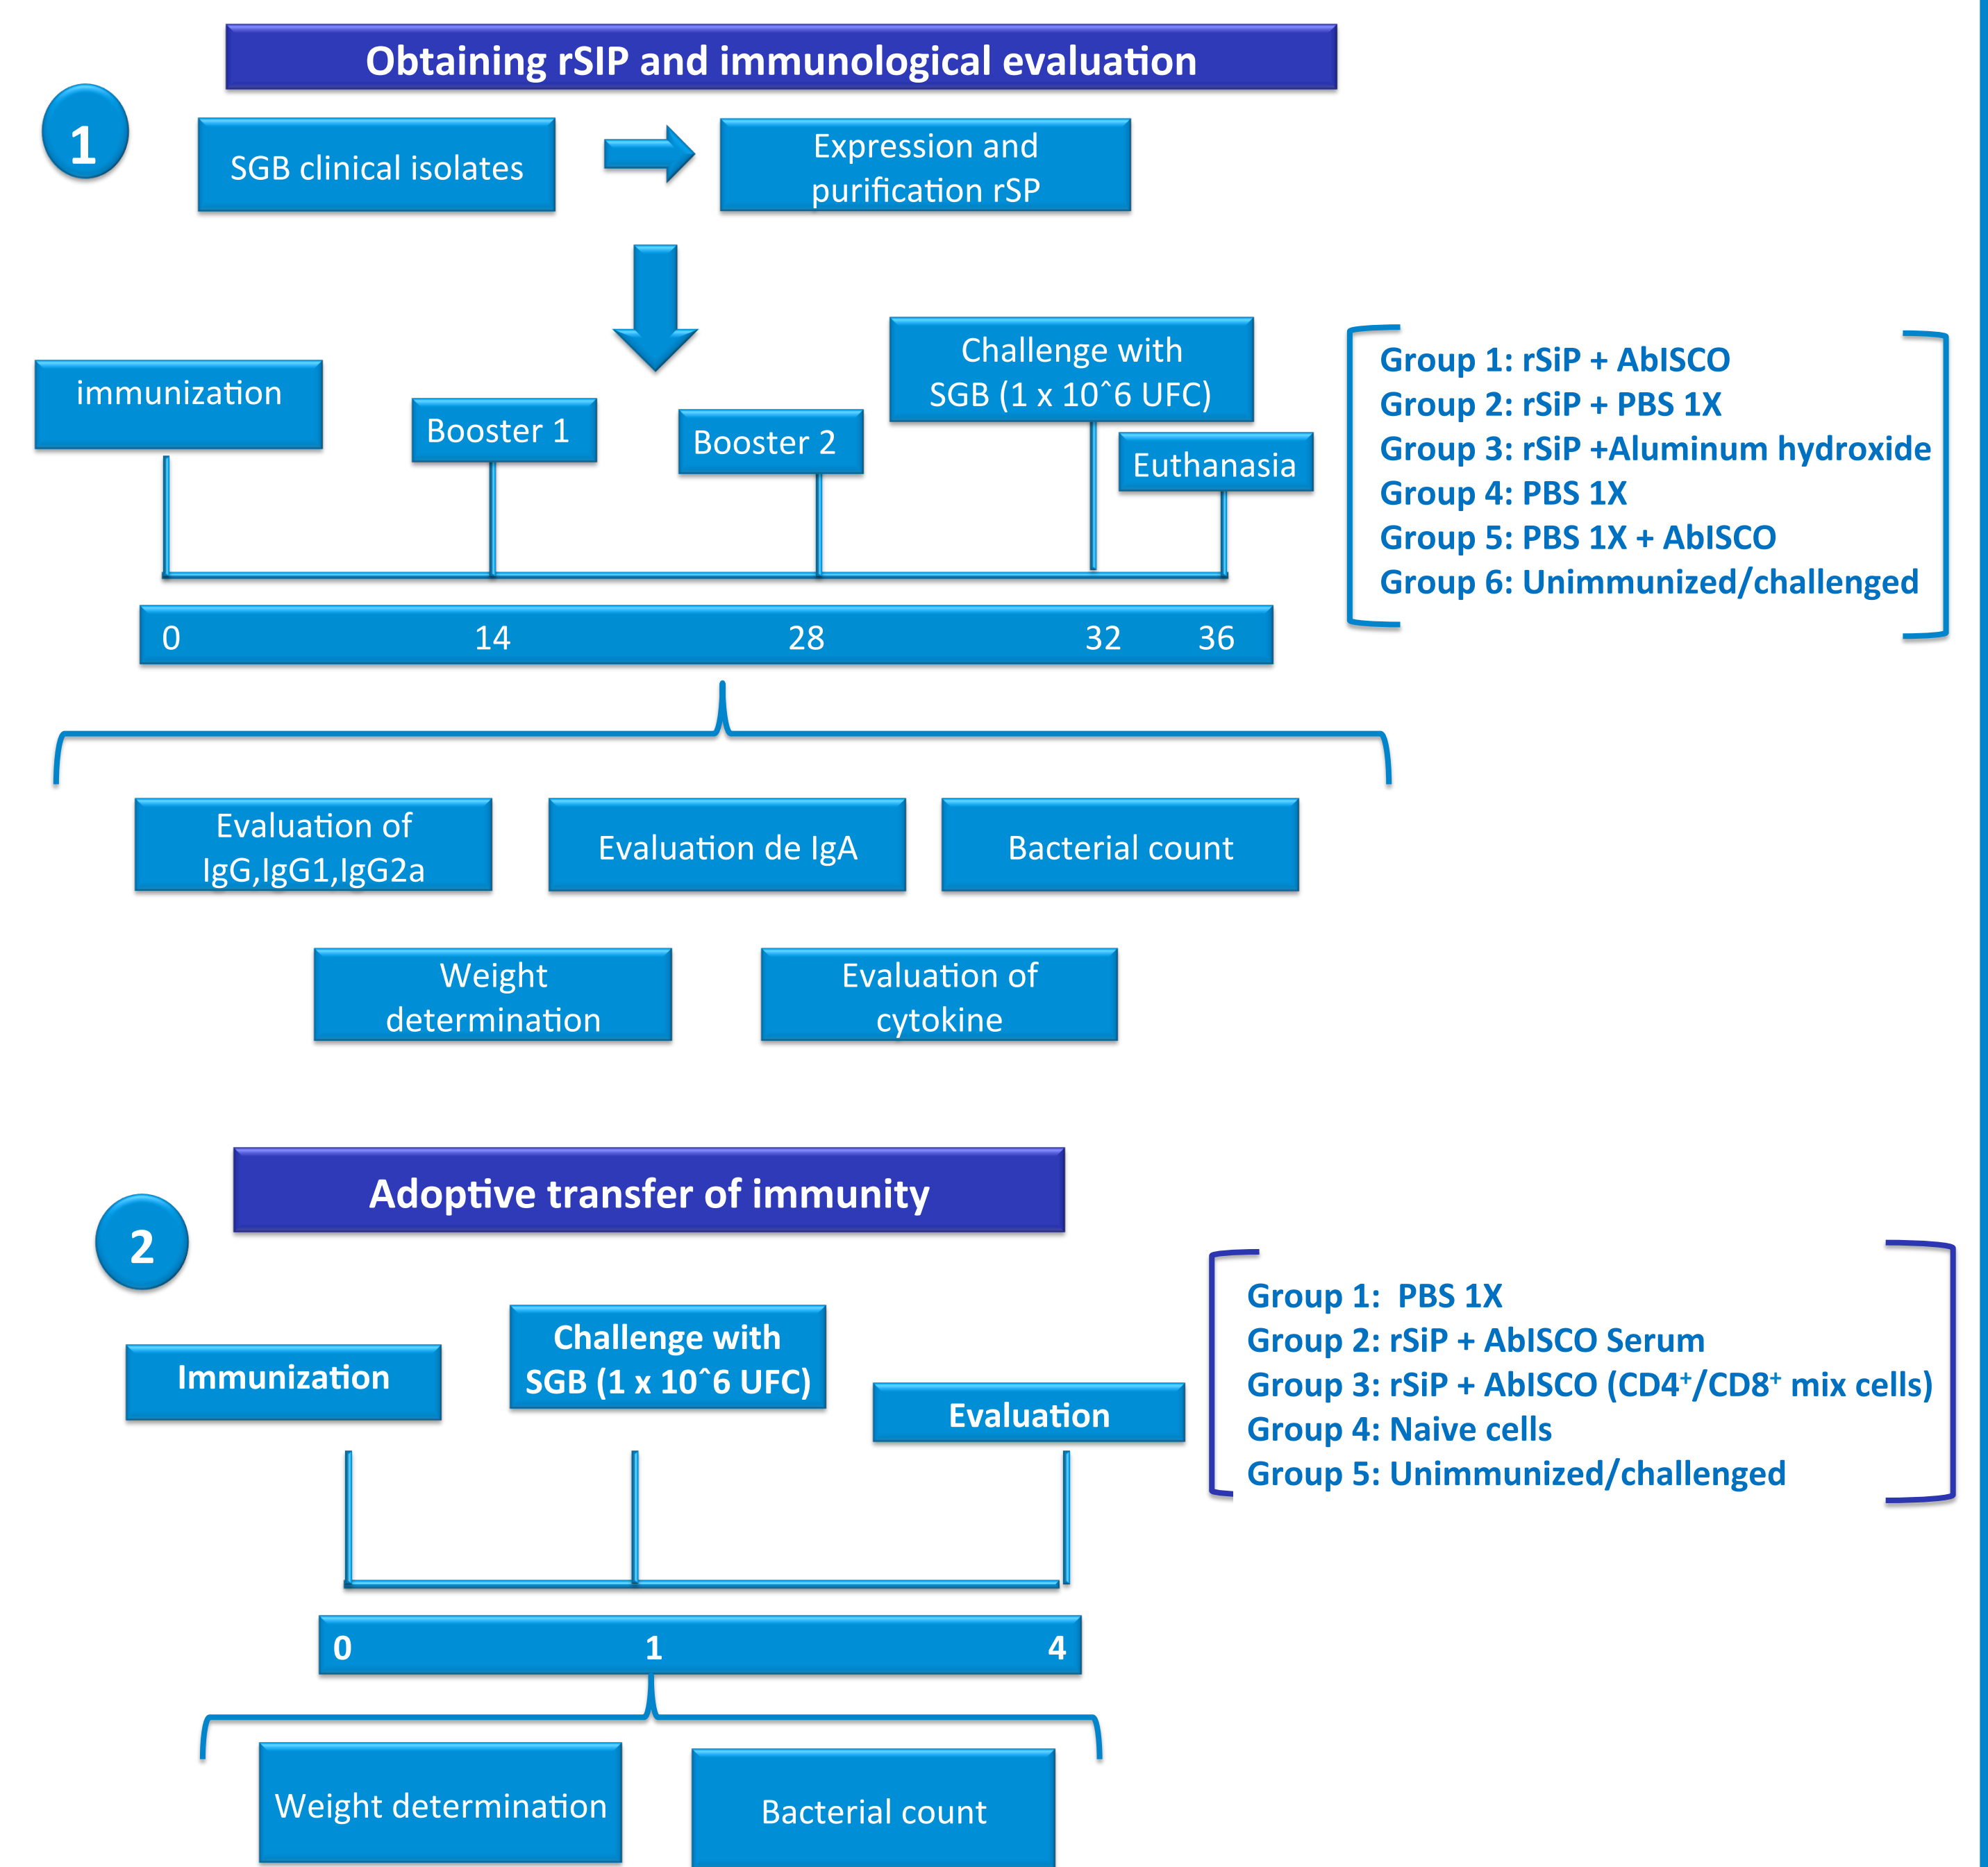 Obtaining rSIP and immunological evaluation
1
SGB clinical isolates
Expression and
purification rSP
immunization
Booster 1
Booster 2
Challenge with
SGB (1 x 10^6 UFC)
Euthanasia
Group 1: rSiP + AbISCO
Group 2: rSiP + PBS 1X
Group 3: rSiP +Aluminum hydroxide
Group 4: PBS 1X
Group 5: PBS 1X + AbISCO
Group 6: Unimmunized/challenged
0 14 28 32 36
Evaluation of
IgG,IgG1,IgG2a
Evaluation de IgA
Bacterial count
Weight
determination
Evaluation of
cytokine
Adoptive transfer of immunity
2
Immunization
Challenge with
SGB (1 x 10^6 UFC)
Evaluation
Group 1: PBS 1X
Group 2: rSiP + AbISCO Serum
Group 3: rSiP + AbISCO (CD4⁺/CD8⁺ mix cells)
Group 4: Naive cells
Group 5: Unimmunized/challenged
0 1 4
Weight determination
Bacterial count